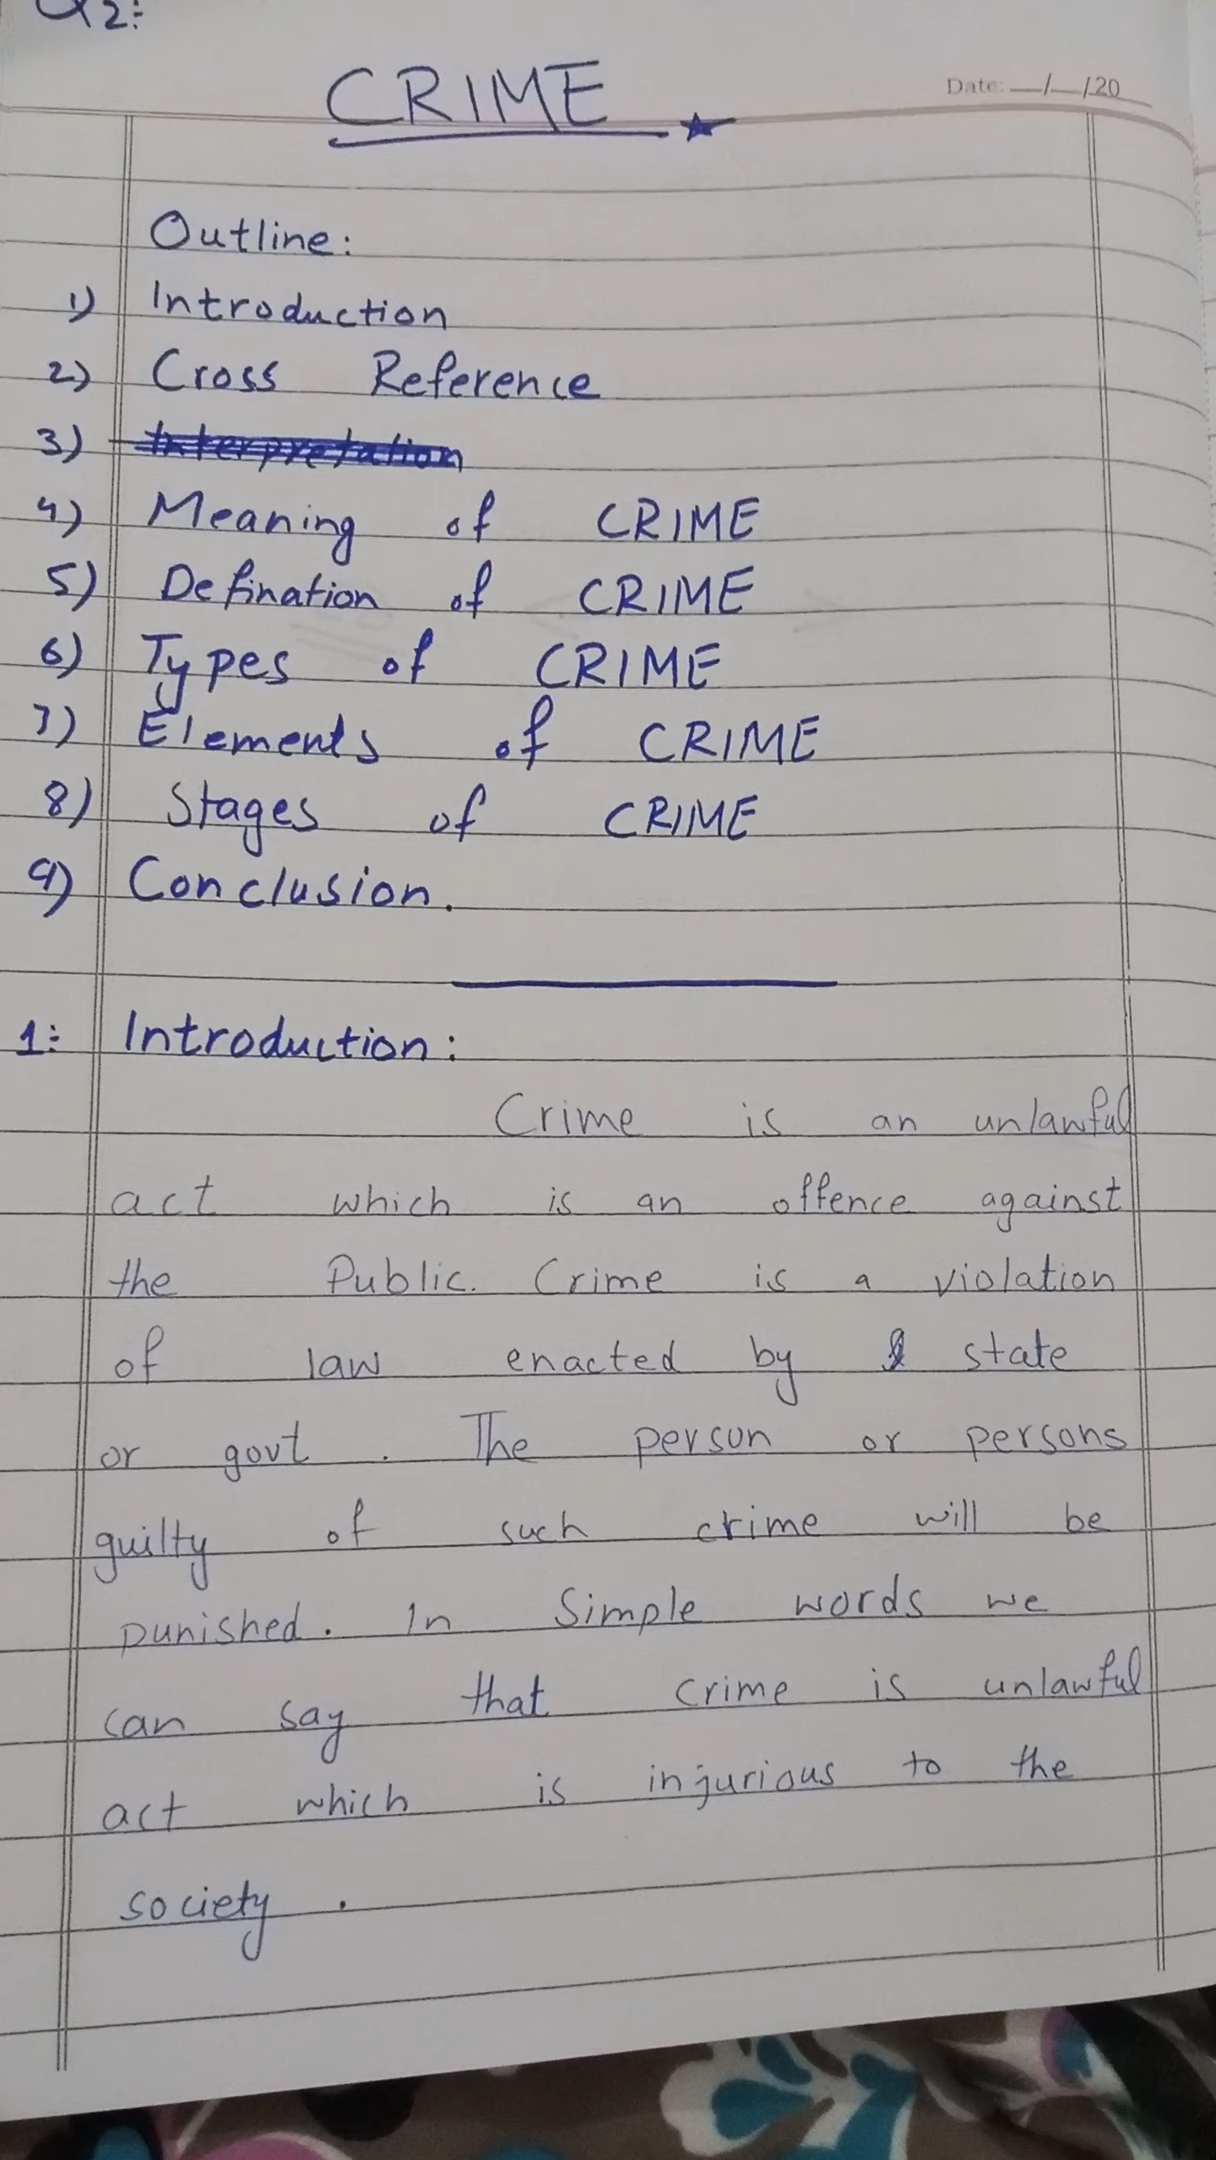 Q2:
CRIME
Date: __/__/20__
Outline:
1) Introduction
2) Cross Reference
3) Interpretation
4) Meaning of CRIME
5) Defination of CRIME
6) Types of CRIME
7) Elements of CRIME
8) Stages of CRIME
9) Conclusion.
1: Introduction:
Crime is an unlawful
act which is an offence against
the Public. Crime is a violation
of law enacted by state
or govt. The person or persons
guilty of such crime will be
punished. In Simple words we
can say that crime is unlawful
act which is injurious to the
society.